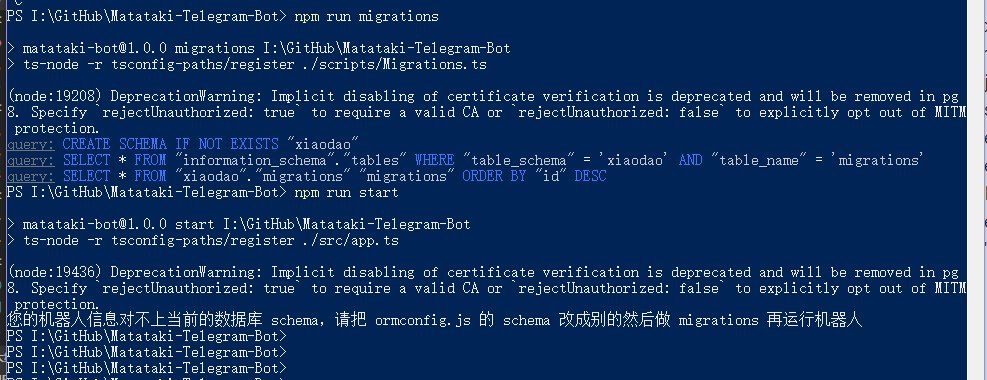 PS I:\GitHub\Matataki-Telegram-Bot> npm run migrations
> matataki-bot@1.0.0 migrations I:\GitHub\Matataki-Telegram-Bot
> ts-node -r tsconfig-paths/register ./scripts/Migrations.ts
(node:19208) DeprecationWarning: Implicit disabling of certificate verification is deprecated and will be removed in pg
8. Specify `rejectUnauthorized: true` to require a valid CA or `rejectUnauthorized: false` to explicitly opt out of MITM
protection.
query: CREATE SCHEMA IF NOT EXISTS "xiaodao"
query: SELECT * FROM "information_schema"."tables" WHERE "table_schema" = 'xiaodao' AND "table_name" = 'migrations'
query: SELECT * FROM "xiaodao"."migrations" "migrations" ORDER BY "id" DESC
PS I:\GitHub\Matataki-Telegram-Bot> npm run start
> matataki-bot@1.0.0 start I:\GitHub\Matataki-Telegram-Bot
> ts-node -r tsconfig-paths/register ./src/app.ts
(node:19436) DeprecationWarning: Implicit disabling of certificate verification is deprecated and will be removed in pg
8. Specify `rejectUnauthorized: true` to require a valid CA or `rejectUnauthorized: false` to explicitly opt out of MITM
protection.
您的机器人信息对不上当前的数据库 schema，请把 ormconfig.js 的 schema 改成别的然后做 migrations 再运行机器人
PS I:\GitHub\Matataki-Telegram-Bot>
PS I:\GitHub\Matataki-Telegram-Bot>
PS I:\GitHub\Matataki-Telegram-Bot>